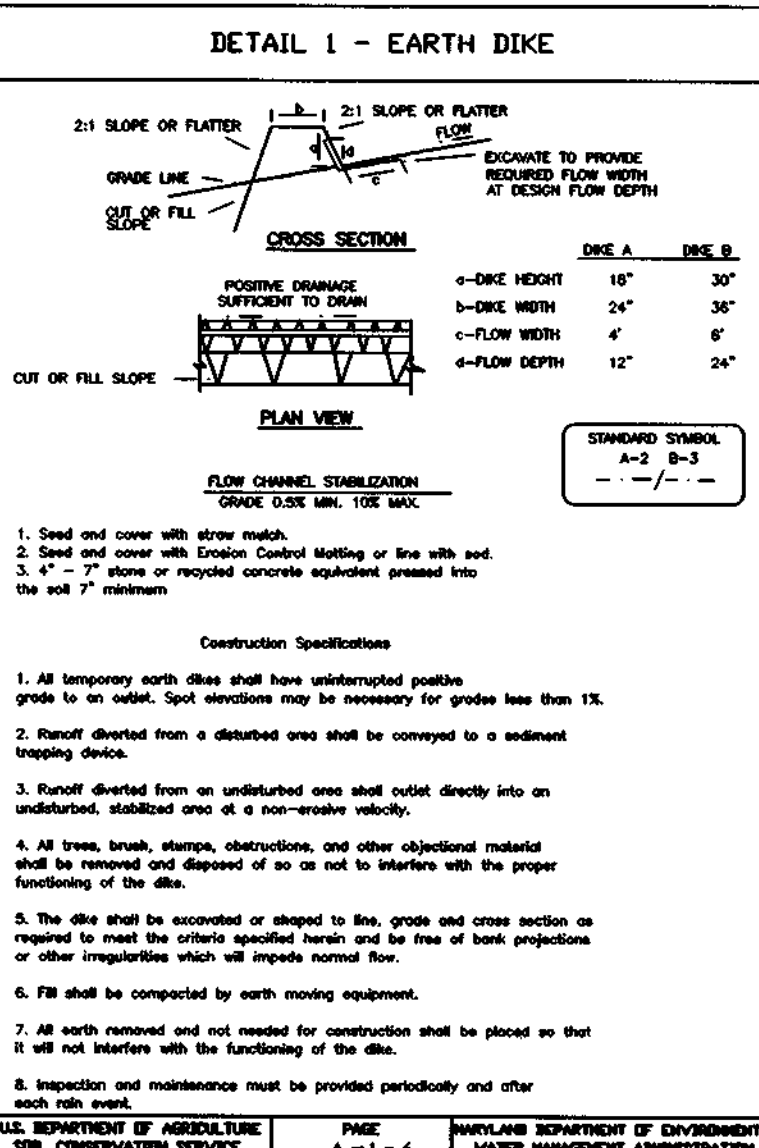 DETAIL 1 - EARTH DIKE
2:1 SLOPE OR FLATTER
b
2:1 SLOPE OR FLATTER
FLOW
a
d
c
GRADE LINE
EXCAVATE TO PROVIDE
REQUIRED FLOW WIDTH
AT DESIGN FLOW DEPTH
CUT OR FILL
SLOPE
CROSS SECTION
DIKE A DIKE B
a-DIKE HEIGHT 18" 30"
b-DIKE WIDTH 24" 36"
c-FLOW WIDTH 4' 6'
d-FLOW DEPTH 12" 24"
POSITIVE DRAINAGE
SUFFICIENT TO DRAIN
CUT OR FILL SLOPE
PLAN VIEW
STANDARD SYMBOL
A-2 B-3
FLOW CHANNEL STABILIZATION
GRADE 0.5% MIN. 10% MAX.
1. Seed and cover with straw mulch.
2. Seed and cover with Erosion Control Matting or line with sod.
3. 4" - 7" stone or recycled concrete equivalent pressed into
the soil 7" minimum
Construction Specifications
1. All temporary earth dikes shall have uninterrupted positive
grade to an outlet. Spot elevations may be necessary for grades less than 1%.
2. Runoff diverted from a disturbed area shall be conveyed to a sediment
trapping device.
3. Runoff diverted from an undisturbed area shall outlet directly into an
undisturbed, stabilized area at a non-erosive velocity.
4. All trees, brush, stumps, obstructions, and other objectional material
shall be removed and disposed of so as not to interfere with the proper
functioning of the dike.
5. The dike shall be excavated or shaped to line, grade and cross section as
required to meet the criteria specified herein and be free of bank projections
or other irregularities which will impede normal flow.
6. Fill shall be compacted by earth moving equipment.
7. All earth removed and not needed for construction shall be placed so that
it will not interfere with the functioning of the dike.
8. Inspection and maintenance must be provided periodically and after
each rain event.
U.S. DEPARTMENT OF AGRICULTURE
SOIL CONSERVATION SERVICE
PAGE
A - 1 - 6
MARYLAND DEPARTMENT OF ENVIRONMENT
WATER MANAGEMENT ADMINISTRATION